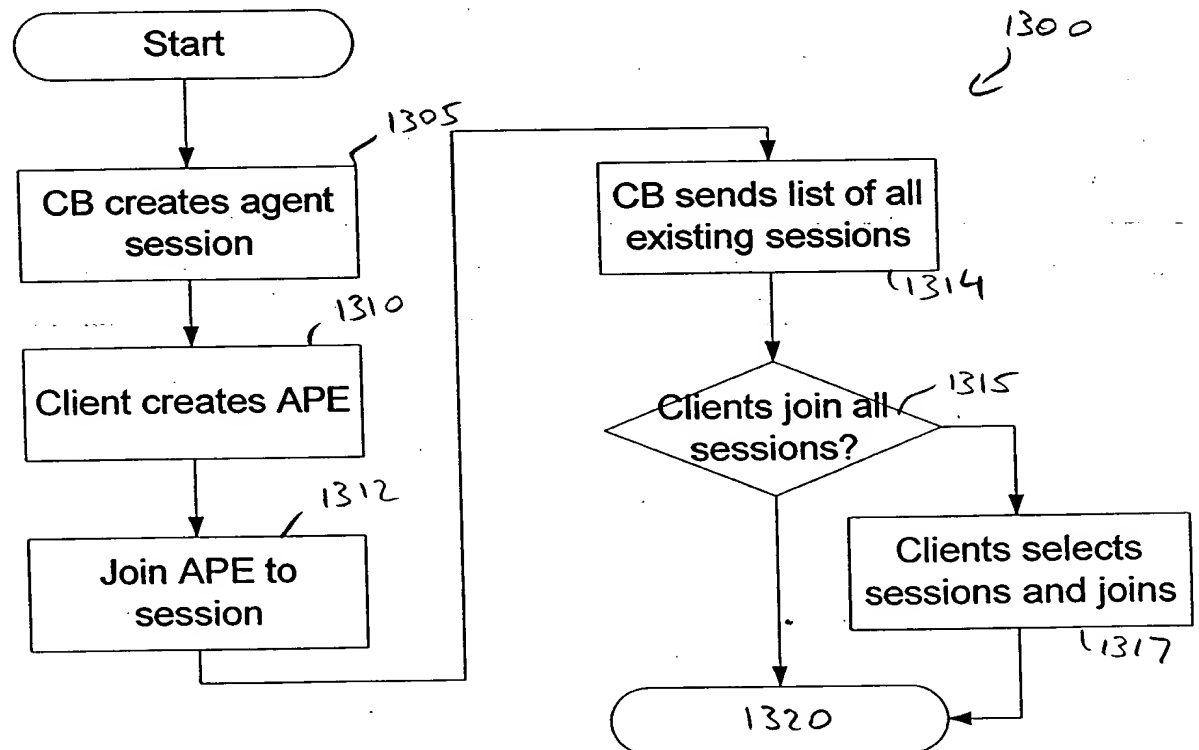 Start
1300
1305
CB creates agent
session
1310
Client creates APE
1312
Join APE to
session
CB sends list of all
existing sessions
1314
Clients join all
sessions?
1315
Clients selects
sessions and joins
1317
1320